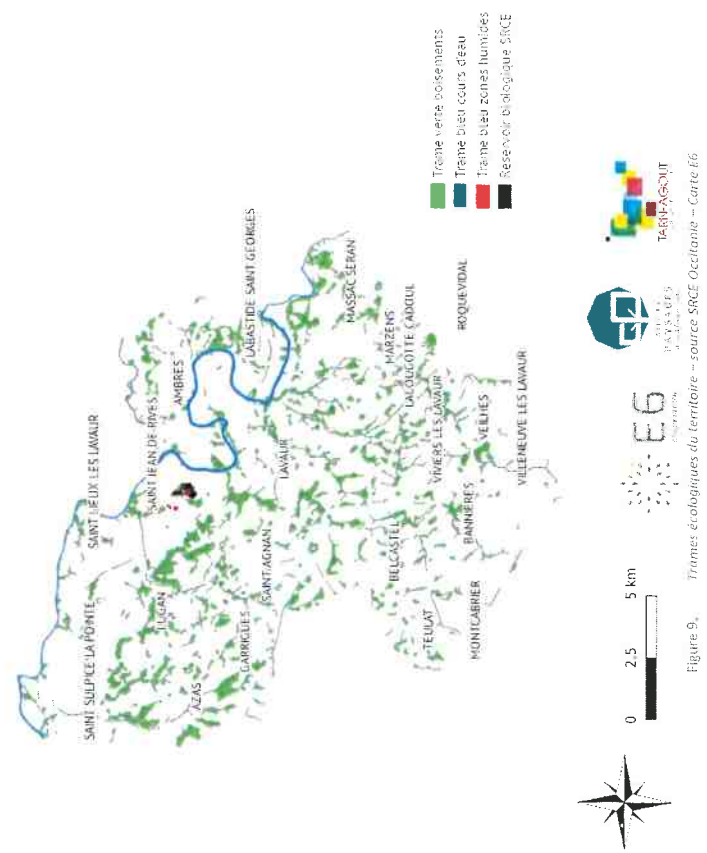 SAINT SULPICE LA POINTE
SAINT LIEUX LES LAVAUR
LUGAN
SAINT JEAN DE RIVES
AMBRES
AZAS
GARRIGUES
SAINT AGNAN
LAVAUR
LABASTIDE SAINT GEORGES
MASSAC SERAN
TEULAT
BELCASTEL
MARZENS
VIVIERS LES LAVAUR
LALOUGOTTE CADOUL
MONTCABRIER
BANNIERES
VEILHES
ROQUEVIDAL
VILLENEUVE LES LAVAUR
Trame verte boisements
Trame bleu cours d'eau
Trame bleu zones humides
Réservoir biologique SRCE
0 2.5 5 km
E6
PAYSAGES
TARN-AGOUT
Figure 9. Trames écologiques du territoire – source SRCE Occitanie – Carte E6